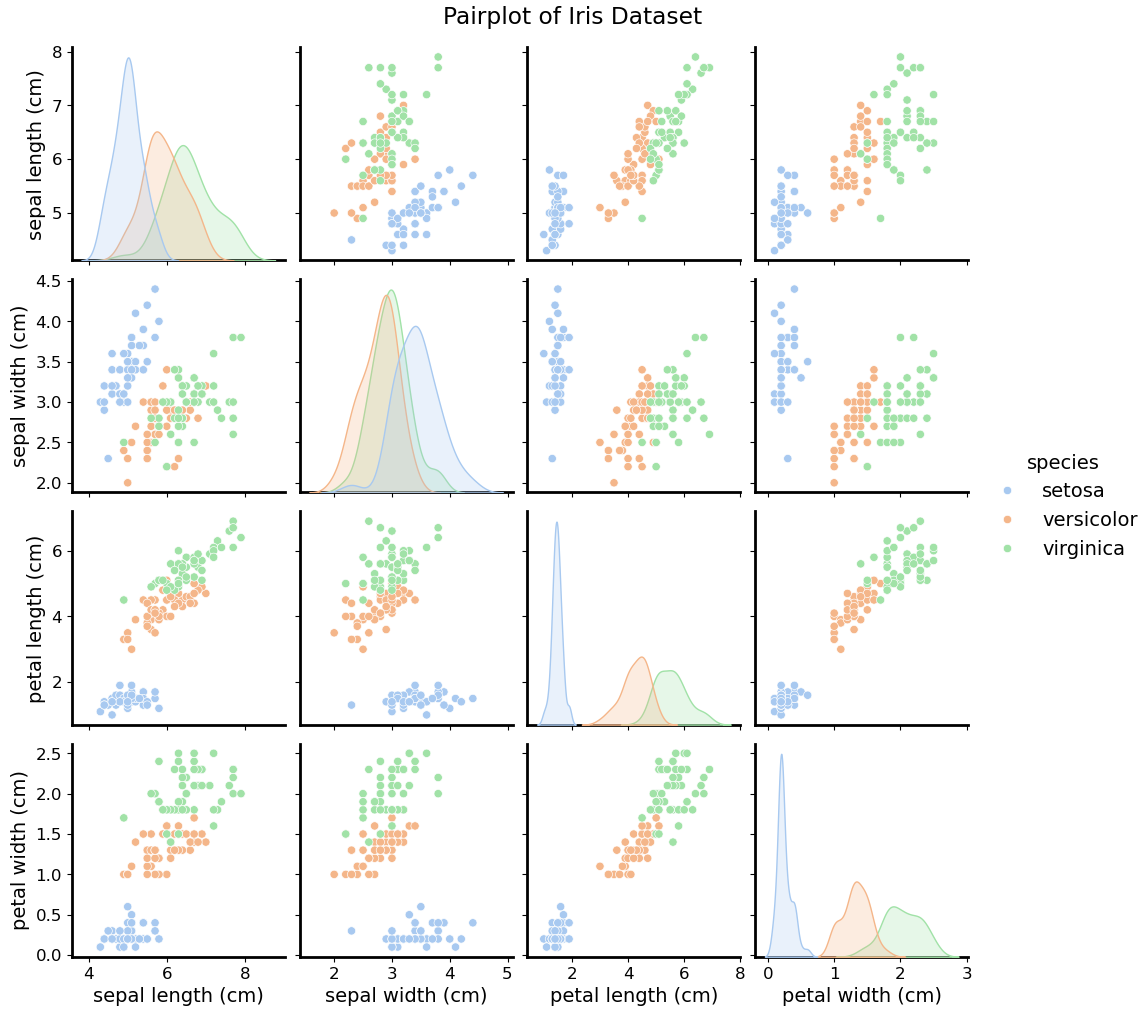 Pairplot of Iris Dataset
8
7
6
5
sepal length (cm)
4.5
4.0
3.5
3.0
2.5
2.0
sepal width (cm)
species
setosa
versicolor
virginica
6
4
2
petal length (cm)
2.5
2.0
1.5
1.0
0.5
0.0
petal width (cm)
4 6 8 2 3 4 5 2 4 6 8 0 1 2 3
sepal length (cm) sepal width (cm) petal length (cm) petal width (cm)